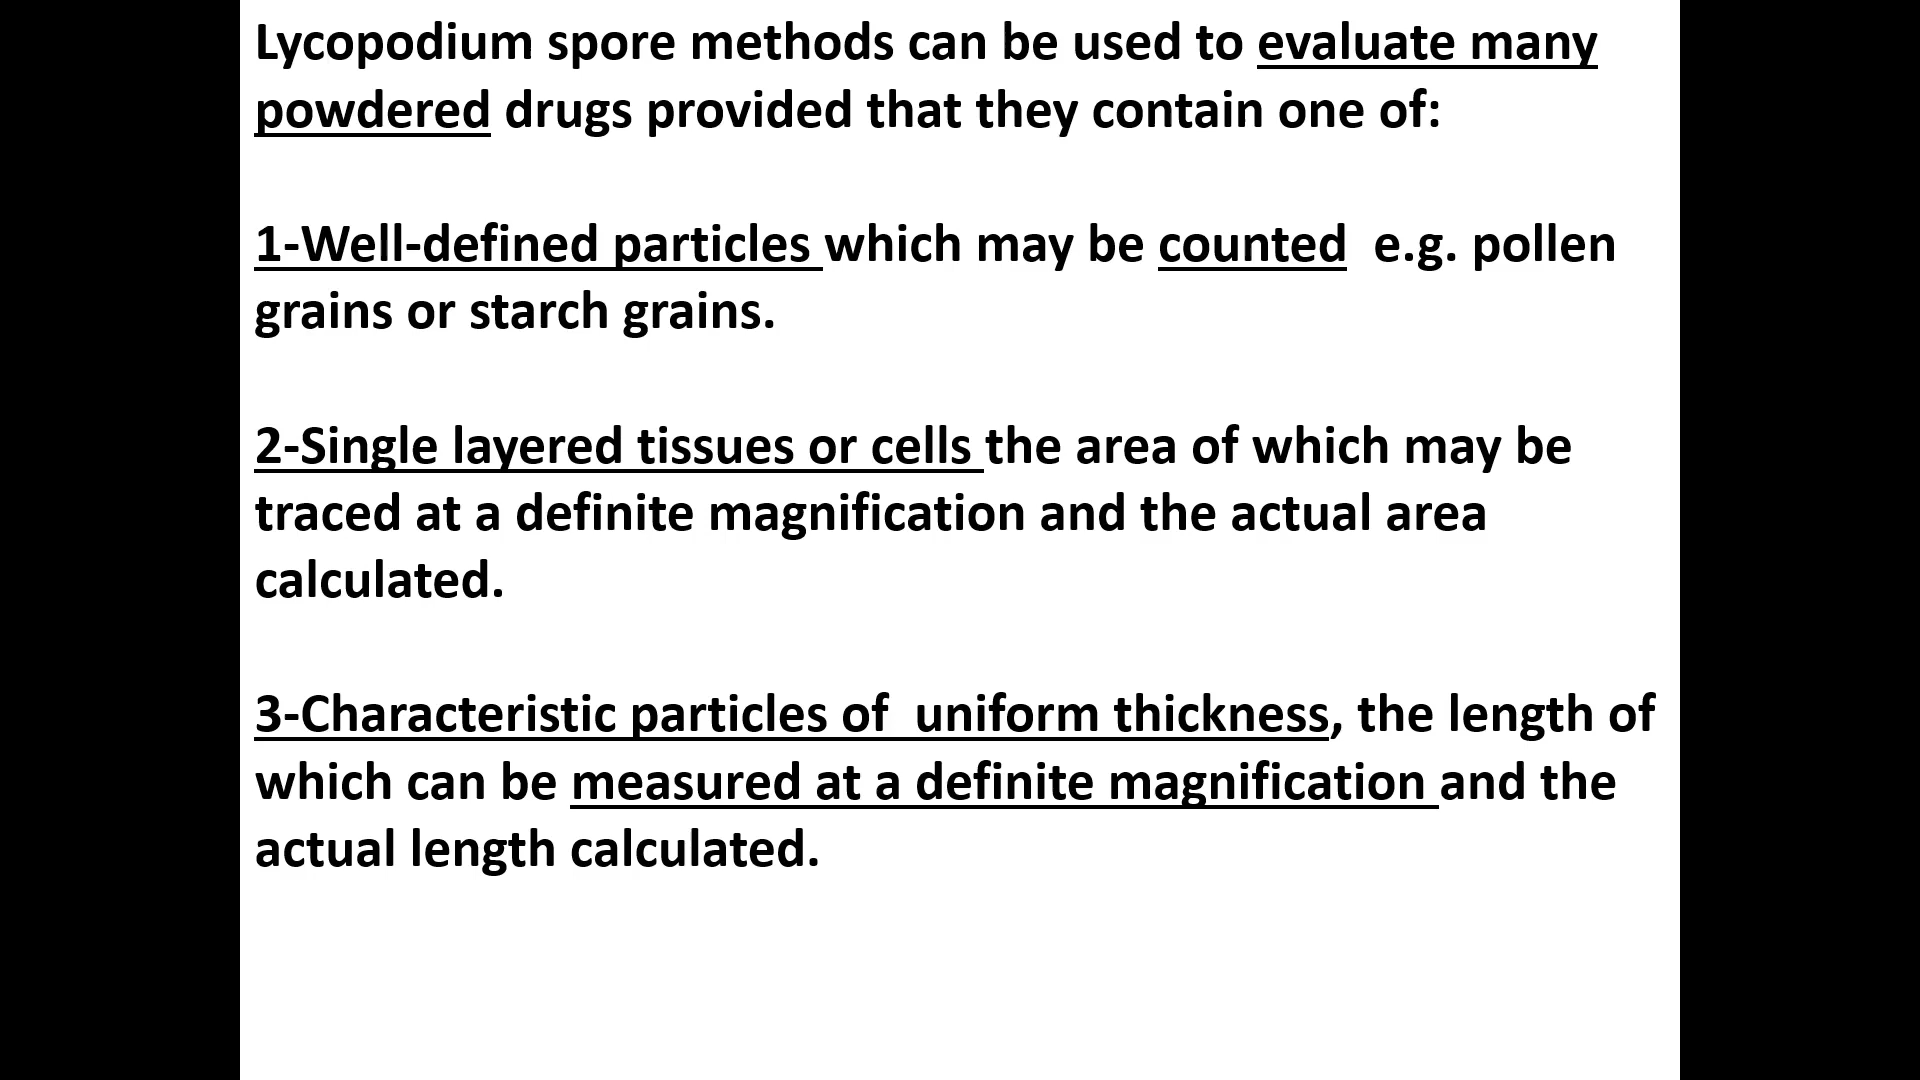 Lycopodium spore methods can be used to evaluate many
powdered drugs provided that they contain one of:
1-Well-defined particles which may be counted  e.g. pollen
grains or starch grains.
2-Single layered tissues or cells the area of which may be
traced at a definite magnification and the actual area
calculated.
3-Characteristic particles of  uniform thickness, the length of
which can be measured at a definite magnification and the
actual length calculated.